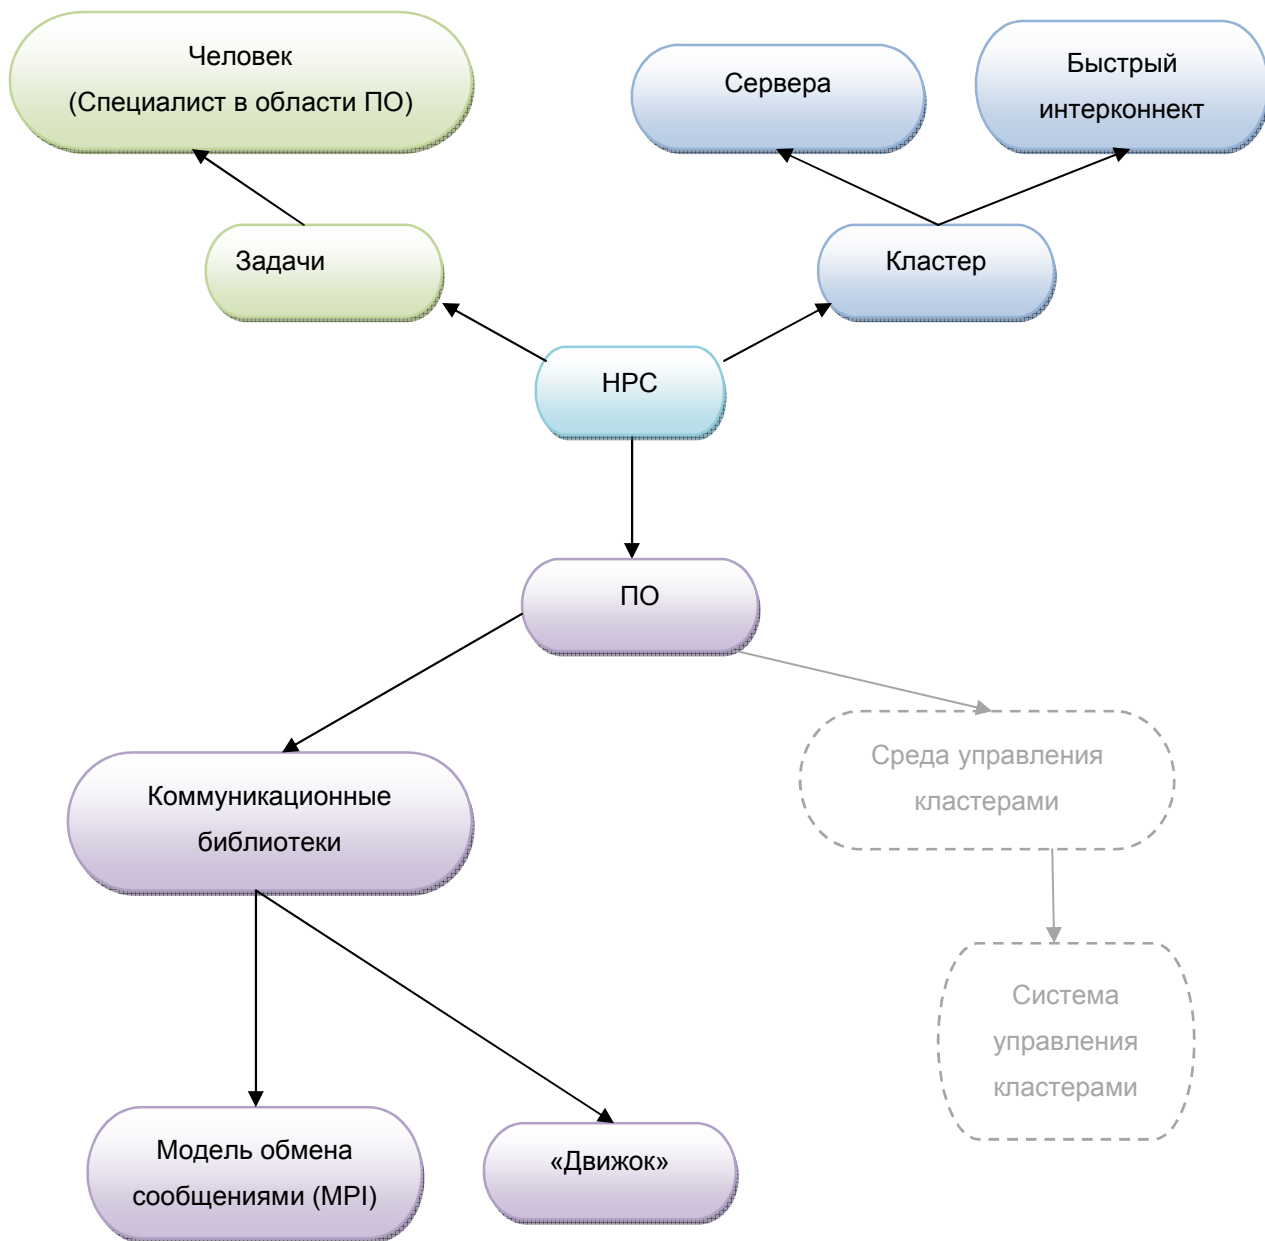 Человек
(Специалист в области ПО)
Сервера
Быстрый
интерконнект
Задачи
Кластер
HPC
ПО
Среда управления
кластерами
Коммуникационные
библиотеки
Система
управления
кластерами
Модель обмена
сообщениями (MPI)
«Движок»